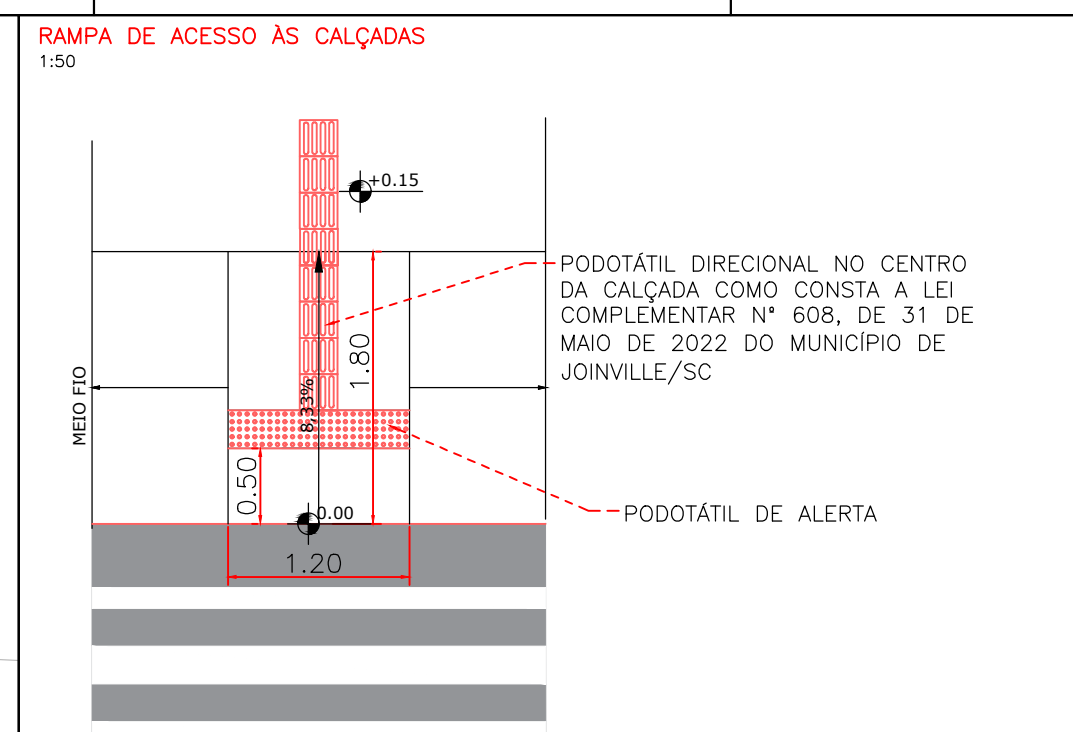 RAMPA DE ACESSO ÀS CALÇADAS
1:50
+0.15
PODOTÁTIL DIRECIONAL NO CENTRO
DA CALÇADA COMO CONSTA A LEI
COMPLEMENTAR Nº 608, DE 31 DE
MAIO DE 2022 DO MUNICÍPIO DE
JOINVILLE/SC
1.80
8,33%
MEIO FIO
0.50
0.00
PODOTÁTIL DE ALERTA
1.20